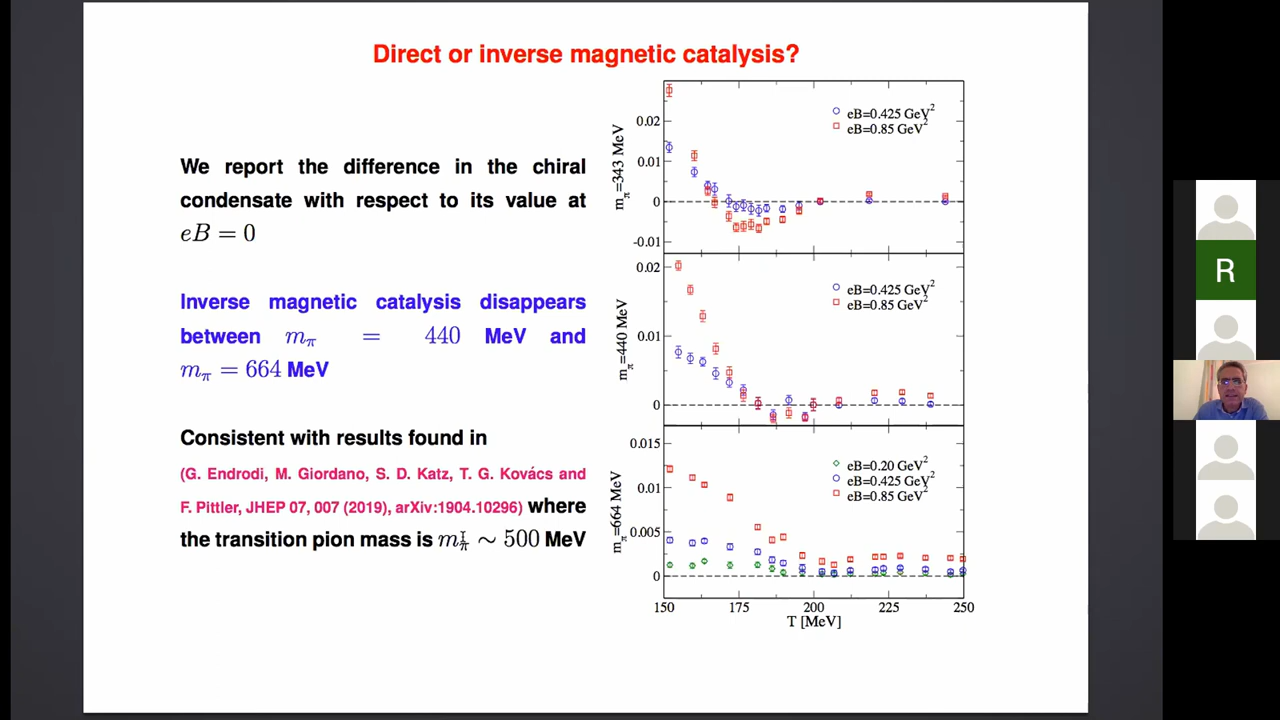 Direct or inverse magnetic catalysis?
We report the difference in the chiral
condensate with respect to its value at
eB = 0
Inverse magnetic catalysis disappears
between mπ = 440 MeV and
mπ = 664 MeV
Consistent with results found in
(G. Endrodi, M. Giordano, S. D. Katz, T. G. Kovács and
F. Pittler, JHEP 07, 007 (2019), arXiv:1904.10296) where
the transition pion mass is mπ ∼ 500 MeV
mπ=343 MeV
0.02
0.01
0
-0.01
eB=0.425 GeV²
eB=0.85 GeV²
mπ=440 MeV
0.02
0.01
0
eB=0.425 GeV²
eB=0.85 GeV²
mπ=664 MeV
0.015
0.01
0.005
0
eB=0.20 GeV²
eB=0.425 GeV²
eB=0.85 GeV²
150 175 200 225 250
T [MeV]
R